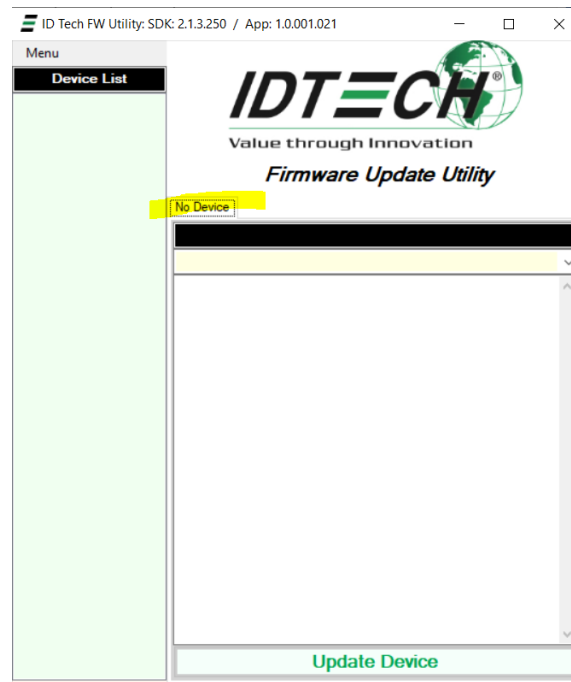 ID Tech FW Utility: SDK: 2.1.3.250 / App: 1.0.001.021
Menu
Device List
IDTECH®
Value through Innovation
Firmware Update Utility
No Device
Update Device